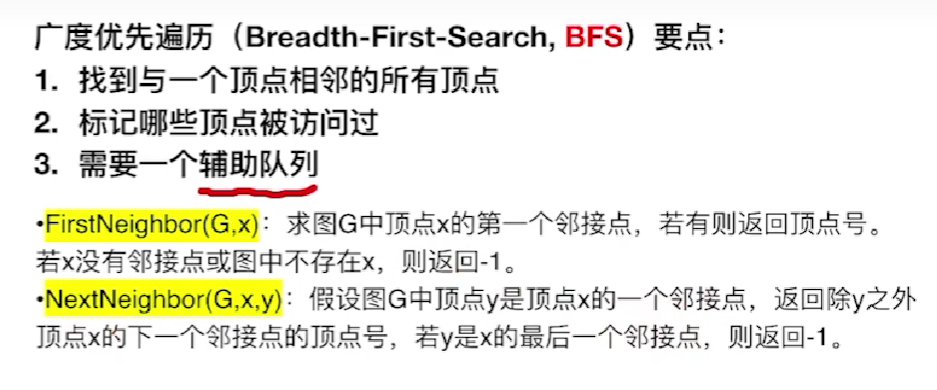 广度优先遍历（Breadth-First-Search, BFS）要点：
1. 找到与一个顶点相邻的所有顶点
2. 标记哪些顶点被访问过
3. 需要一个辅助队列
•FirstNeighbor(G,x)：求图G中顶点x的第一个邻接点，若有则返回顶点号。
若x没有邻接点或图中不存在x，则返回-1。
•NextNeighbor(G,x,y)：假设图G中顶点y是顶点x的一个邻接点，返回除y之外
顶点x的下一个邻接点的顶点号，若y是x的最后一个邻接点，则返回-1。